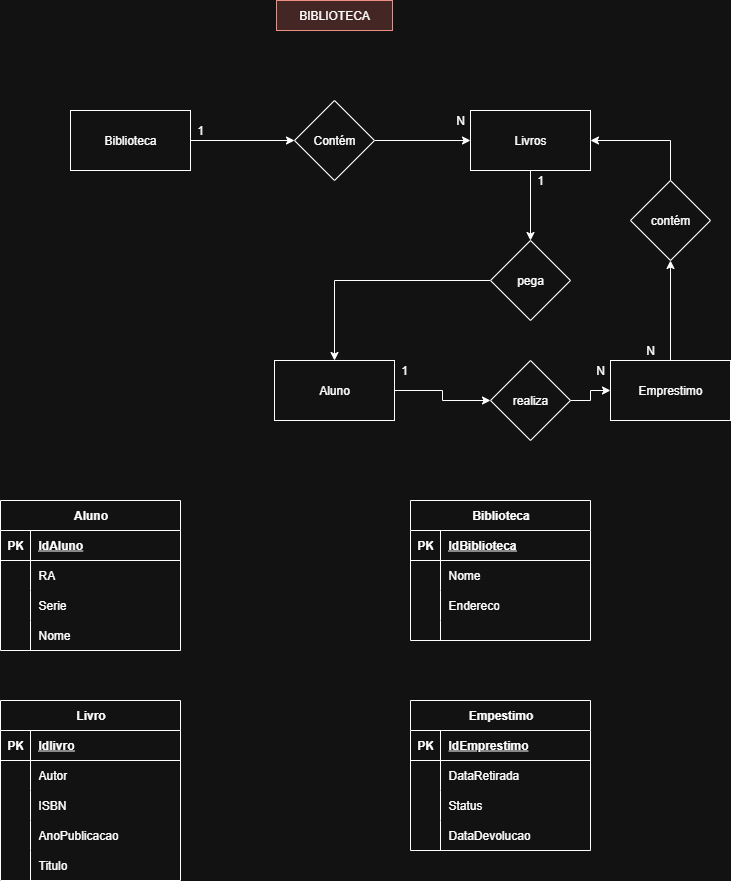 BIBLIOTECA
Biblioteca
1
Contém
N
Livros
1
contém
pega
N
Aluno
1
realiza
N
Emprestimo
Aluno
PK IdAluno
RA
Serie
Nome
Biblioteca
PK IdBiblioteca
Nome
Endereco
Livro
PK Idlivro
Autor
ISBN
AnoPublicacao
Titulo
Empestimo
PK IdEmprestimo
DataRetirada
Status
DataDevolucao